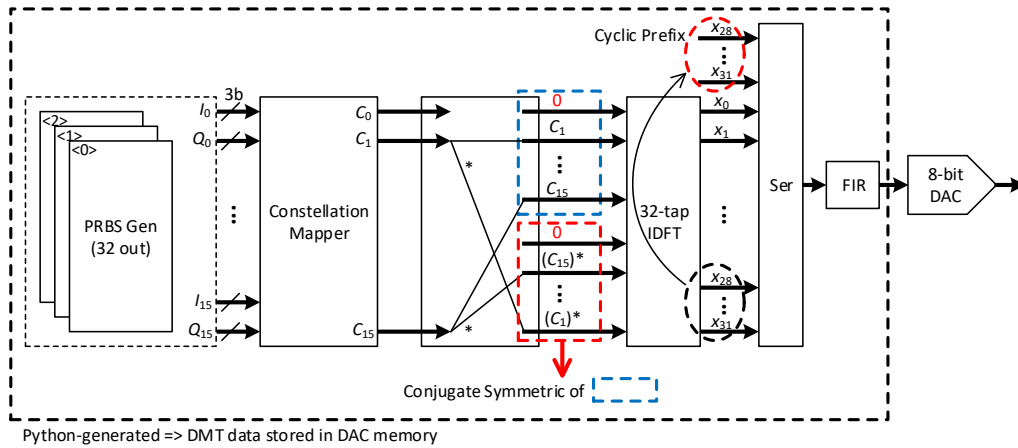 Cyclic Prefix
x28
x31
<2>
<1>
<0>
PRBS Gen
(32 out)
3b
I0
Q0
I15
Q15
C0
C1
C15
Constellation
Mapper
*
*
0
C1
C15
0
(C15)*
(C1)*
32-tap
IDFT
x0
x1
x28
x31
Ser
FIR
8-bit
DAC
Conjugate Symmetric of
Python-generated => DMT data stored in DAC memory